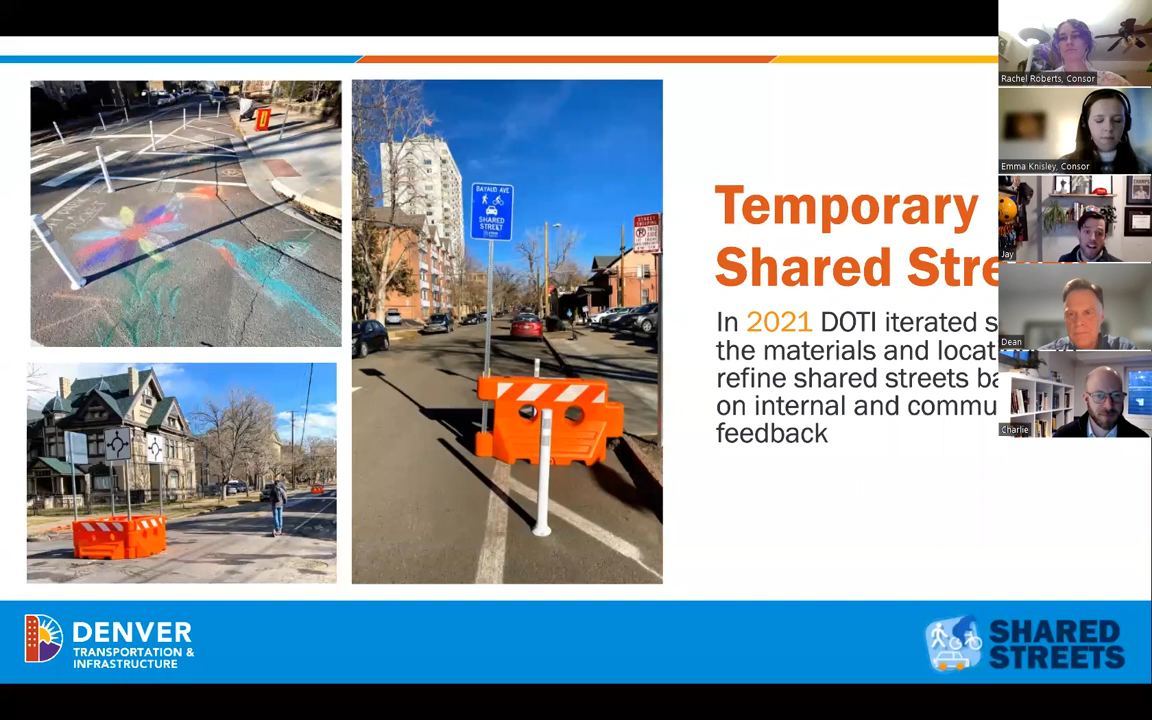 Temporary
Shared Stre
In 2021 DOTI iterated s
the materials and locat
refine shared streets ba
on internal and commu
feedback
BAYAUD AVE
SHARED
STREET
DENVER
TRANSPORTATION &
INFRASTRUCTURE
SHARED
STREETS
Rachel Roberts, Consor
Emma Knisley, Consor
Jay
Dean
Charlie